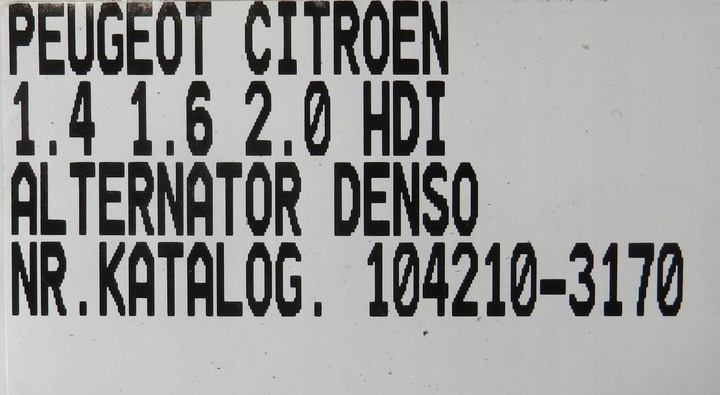 PEUGEOT CITROEN
1.4 1.6 2.0 HDI
ALTERNATOR DENSO
NR.KATALOG. 104210-3170